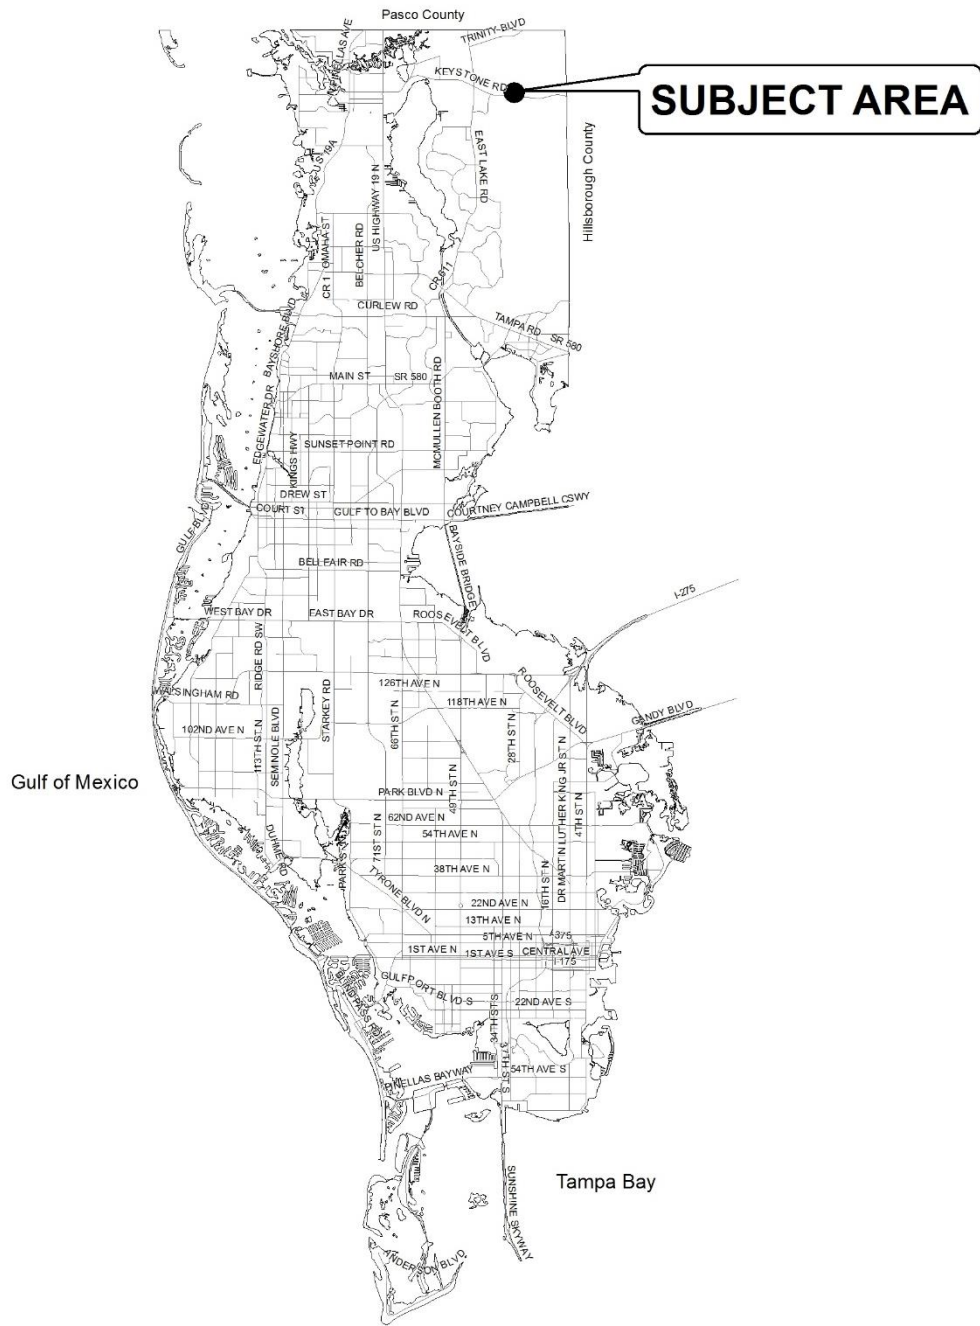 Pasco County
TRINITY BLVD
N PINELLAS AVE
KEYSTONE RD
SUBJECT AREA
Hillsborough County
US 19A
EAST LAKE RD
US HIGHWAY 19 N
OMAHA ST
BELCHER RD
CR 1
CR 611
CURLEW RD
TAMPA RD
SR 580
BAYSHORE BLVD
EDGEWATER DR
MAIN ST
SR 580
MCMULLEN BOOTH RD
SUNSET POINT RD
KINGS HWY
DREW ST
COURT ST
GULF TO BAY BLVD
COURTNEY CAMPBELL CSWY
GULF BLVD
BAYSIDE BRIDGE
BELLEAIR RD
I-275
WEST BAY DR
EAST BAY DR
ROOSEVELT BLVD
RIDGE RD SW
126TH AVE N
WALSINGHAM RD
118TH AVE N
ROOSEVELT BLVD
STARKEY RD
GANDY BLVD
102ND AVE N
113TH ST N
SEMINOLE BLVD
66TH ST N
28TH ST N
Gulf of Mexico
PARK BLVD N
49TH ST N
DR MARTIN LUTHER KING JR ST N
4TH ST N
62ND AVE N
54TH AVE N
71ST ST N
DUHME RD
PARK ST N
38TH AVE N
TYRONE BLVD N
16TH ST N
22ND AVE N
13TH AVE N
5TH AVE N
I-375
1ST AVE N
1ST AVE S
CENTRAL AVE
I-175
GULFPORT BLVD S
22ND AVE S
BLIND PASS RD
34TH ST S
37TH ST S
54TH AVE S
PINELLAS BAYWAY
Tampa Bay
SUNSHINE SKYWAY
ANDERSON BLVD